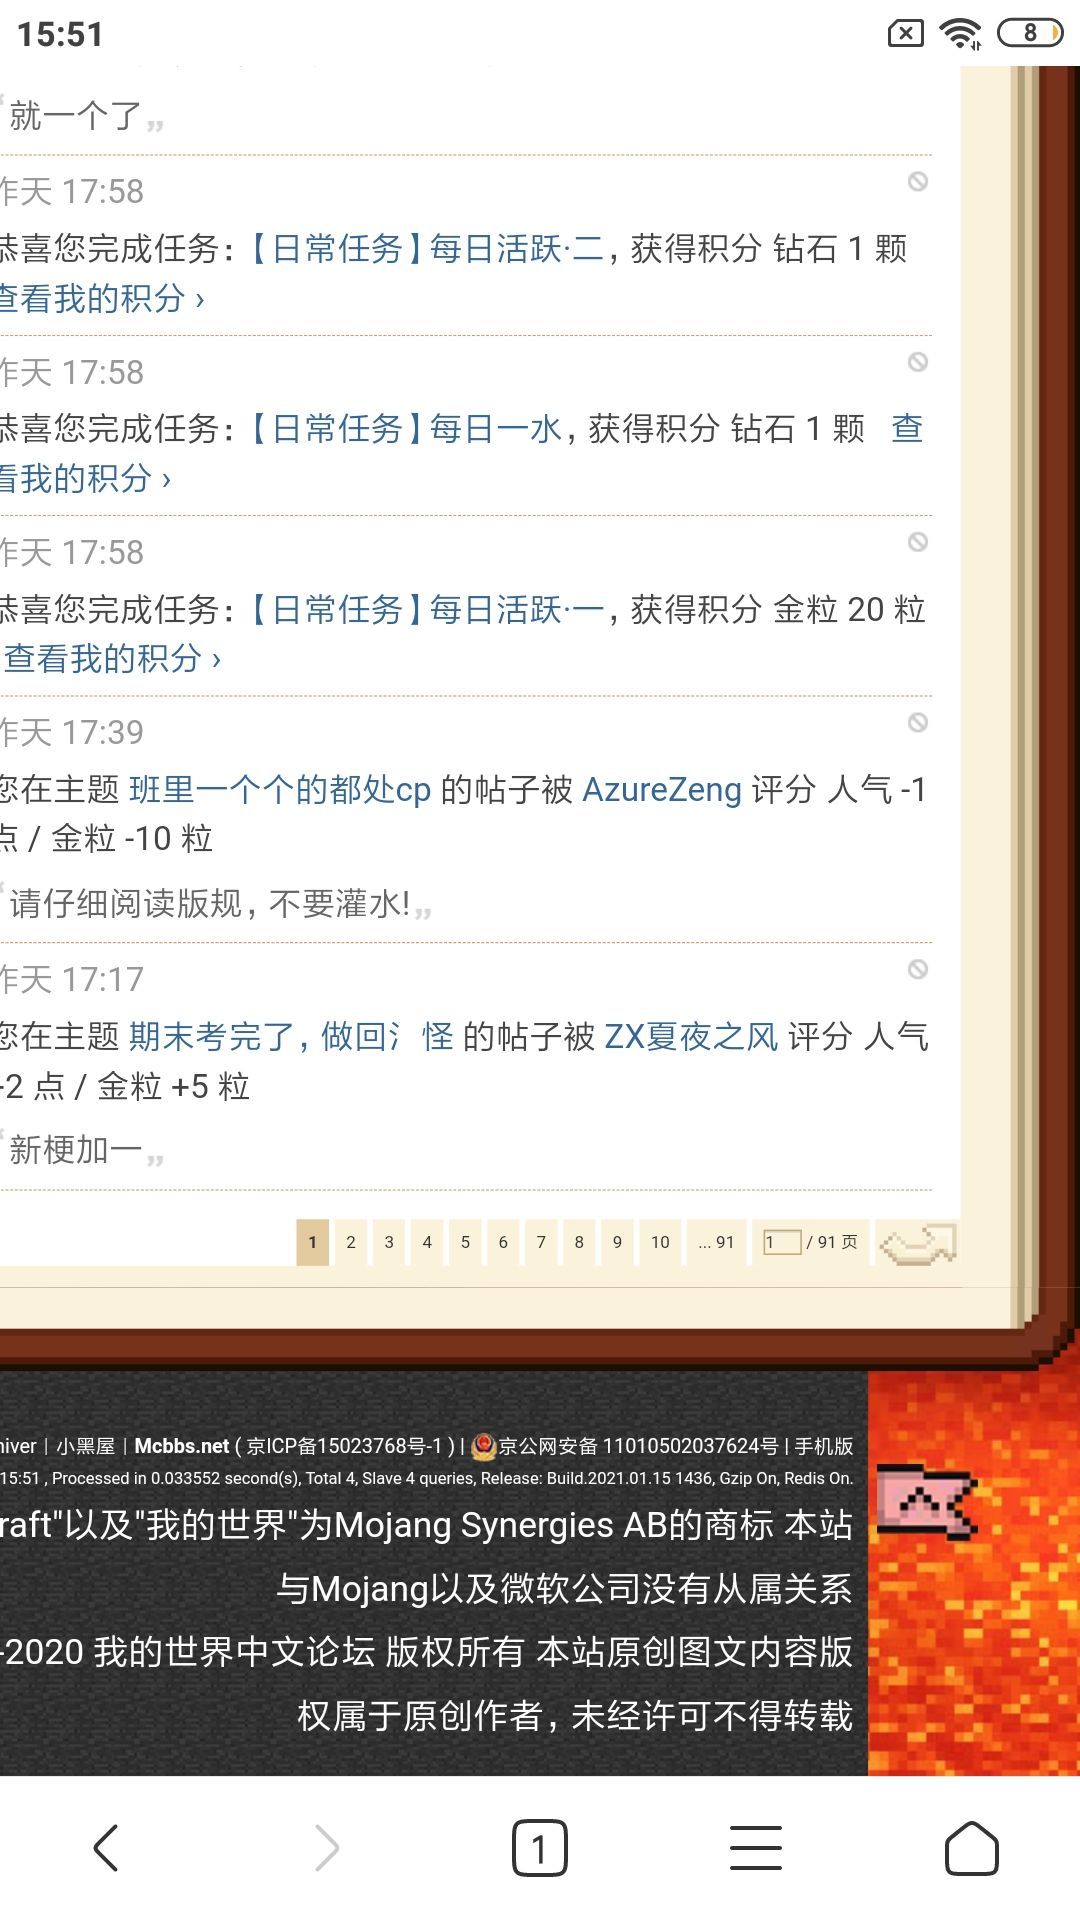 15:51 8
就一个了
昨天 17:58
恭喜您完成任务：【日常任务】每日活跃·二，获得积分 钻石 1 颗
查看我的积分 ›
昨天 17:58
恭喜您完成任务：【日常任务】每日一水，获得积分 钻石 1 颗 查
看我的积分 ›
昨天 17:58
恭喜您完成任务：【日常任务】每日活跃·一，获得积分 金粒 20 粒
查看我的积分 ›
昨天 17:39
您在主题 班里一个个的都处cp 的帖子被 AzureZeng 评分 人气 -1
点 / 金粒 -10 粒
请仔细阅读版规，不要灌水!
昨天 17:17
您在主题 期末考完了，做回氵怪 的帖子被 ZX夏夜之风 评分 人气
+2 点 / 金粒 +5 粒
新梗加一
1 2 3 4 5 6 7 8 9 10 ... 91 1 / 91 页
hiver | 小黑屋 | Mcbbs.net ( 京ICP备15023768号-1 ) | 京公网安备 11010502037624号 | 手机版
15:51 , Processed in 0.033552 second(s), Total 4, Slave 4 queries, Release: Build.2021.01.15 1436, Gzip On, Redis On.
raft"以及"我的世界"为Mojang Synergies AB的商标 本站
与Mojang以及微软公司没有从属关系
-2020 我的世界中文论坛 版权所有 本站原创图文内容版
权属于原创作者，未经许可不得转载
1